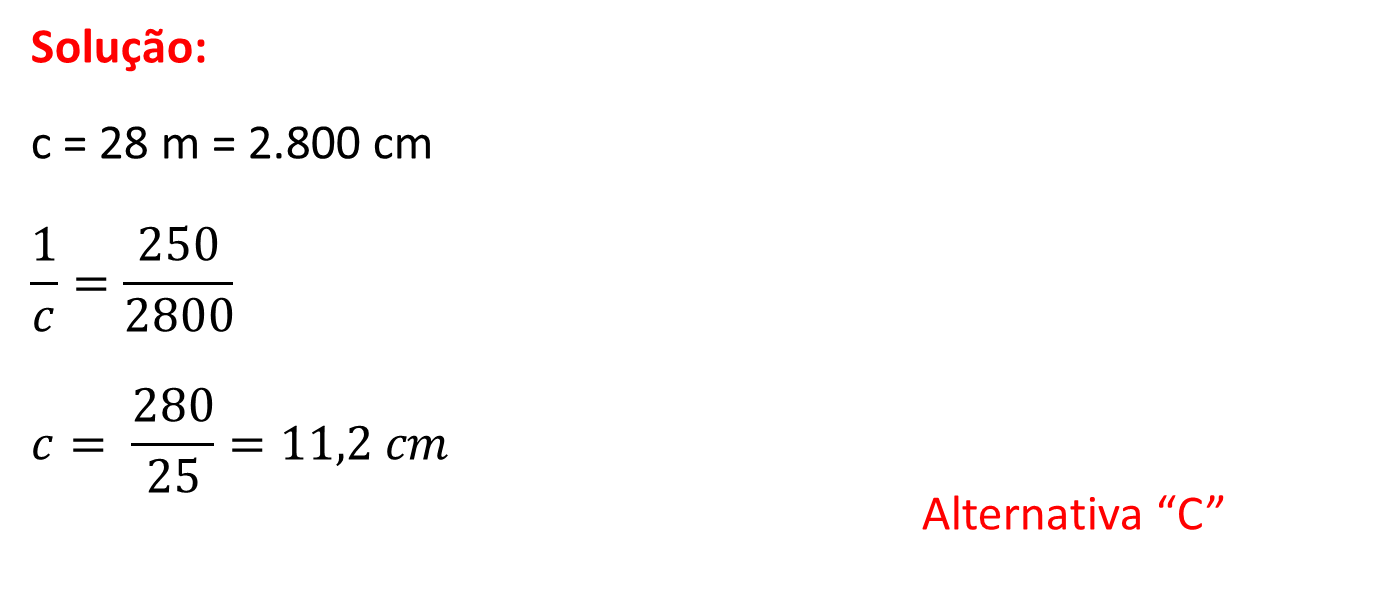 Solução:
c = 28 m = 2.800 cm
1/c = 250/2800
c = 280/25 = 11,2 cm
Alternativa “C”